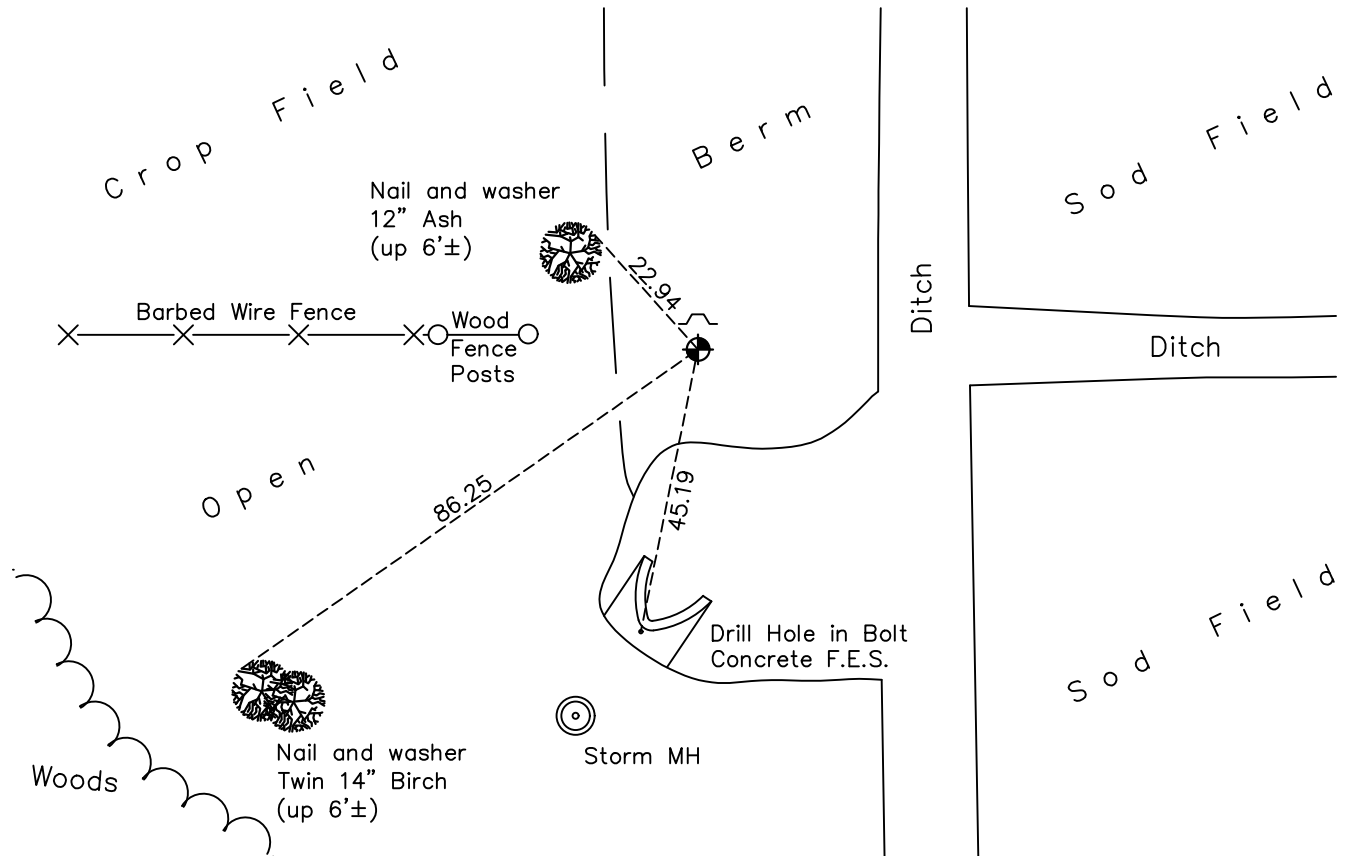 Crop Field
Berm
Sod Field
Nail and washer
12” Ash
(up 6’±)
22.94
Ditch
Barbed Wire Fence
Wood
Fence
Posts
Ditch
Open
86.25
45.19
Sod Field
Drill Hole in Bolt
Concrete F.E.S.
Storm MH
Nail and washer
Twin 14” Birch
(up 6’±)
Woods